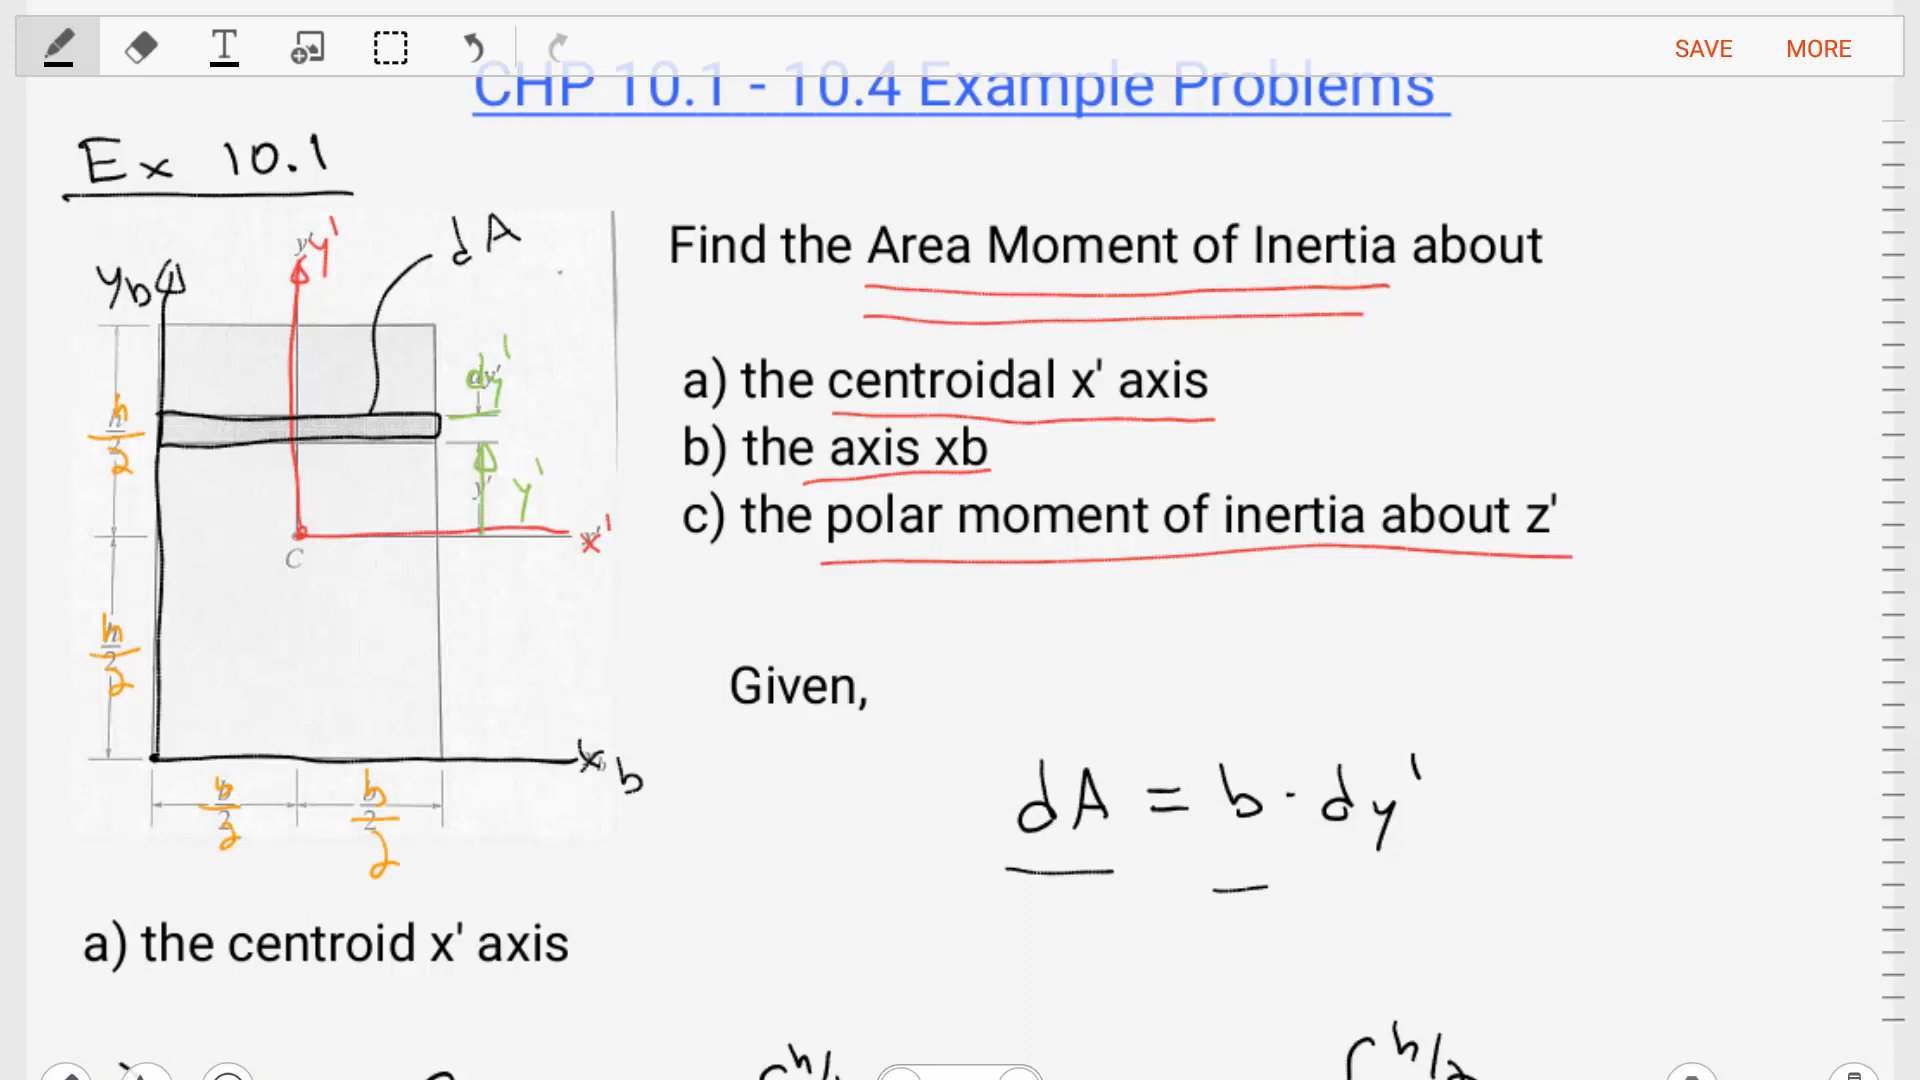 T SAVE MORE
CHP 10.1 - 10.4 Example Problems
Ex 10.1
y' y' dA
yb
Find the Area Moment of Inertia about
dy'
a) the centroidal x' axis
h/2
b) the axis xb
y' y'
c) the polar moment of inertia about z'
x'
C
h/2
Given,
xb
b/2 b/2
dA = b · dy'
a) the centroid x' axis
h/2